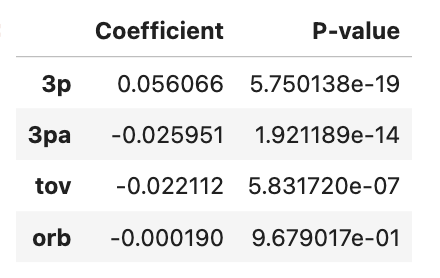 Coefficient P-value
3p 0.056066 5.750138e-19
3pa -0.025951 1.921189e-14
tov -0.022112 5.831720e-07
orb -0.000190 9.679017e-01